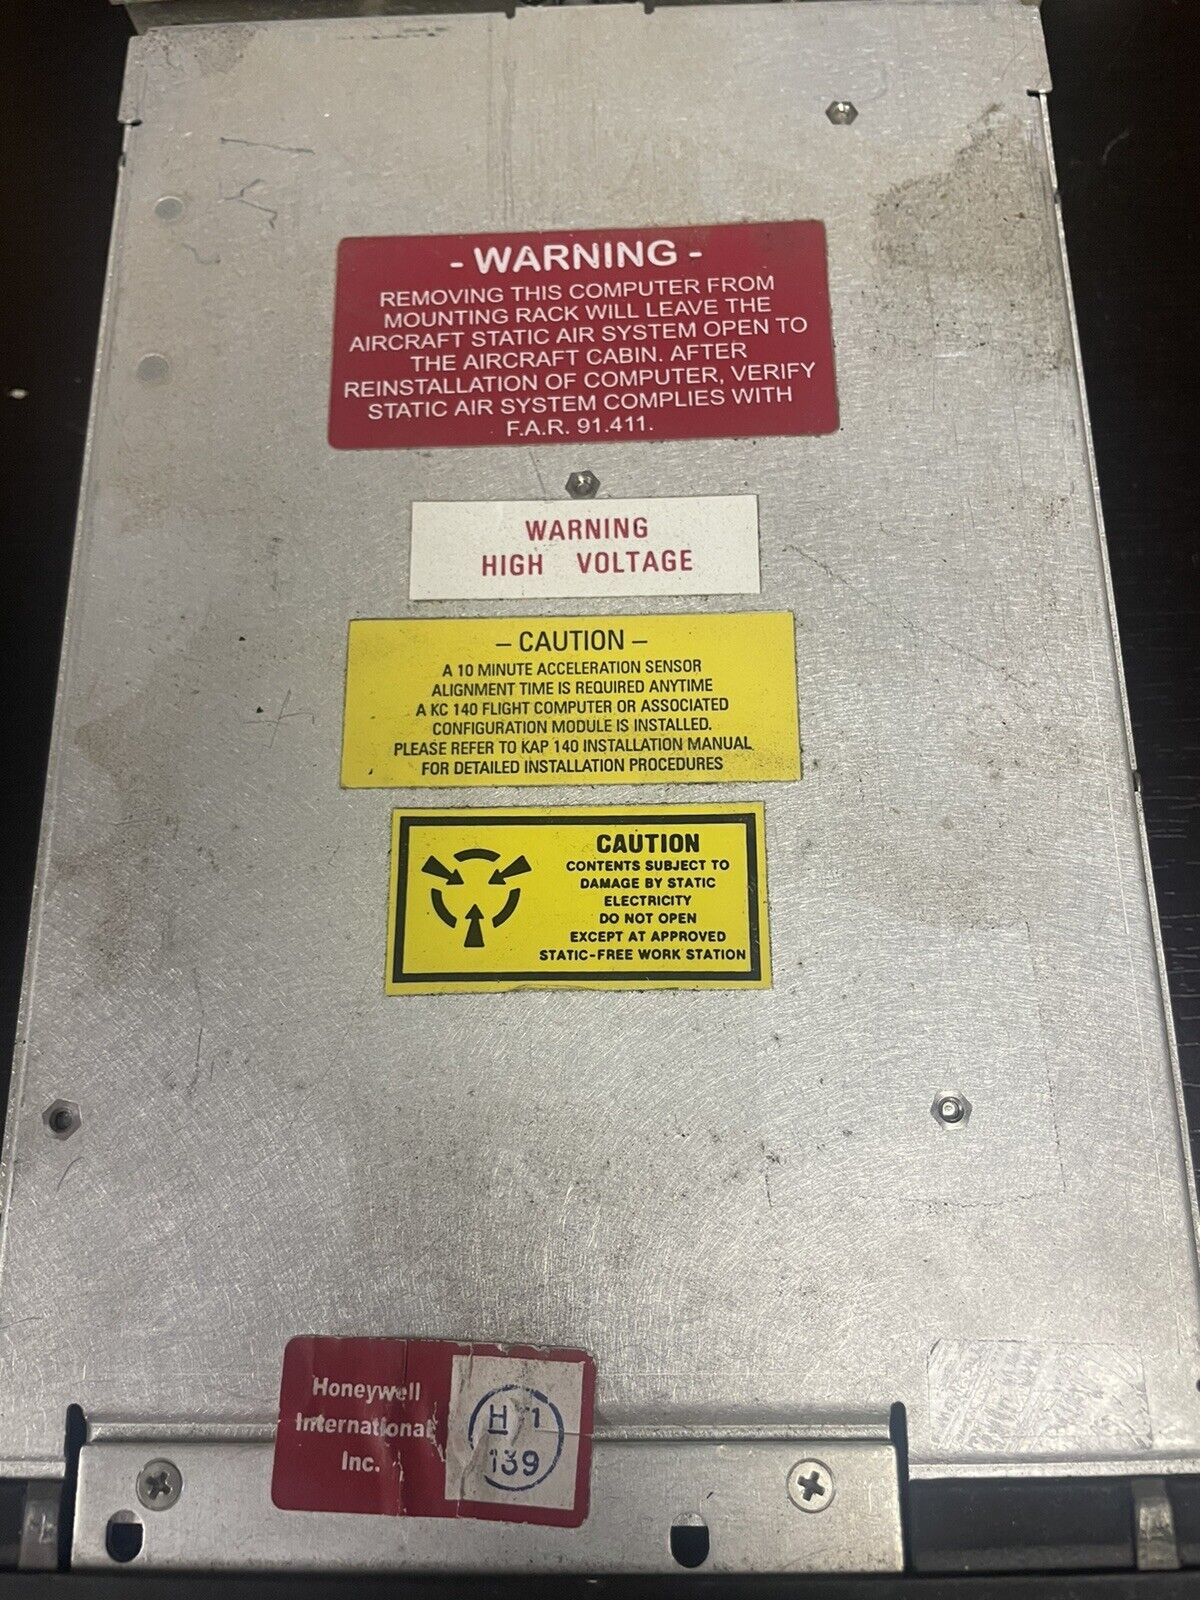 - WARNING -
REMOVING THIS COMPUTER FROM
MOUNTING RACK WILL LEAVE THE
AIRCRAFT STATIC AIR SYSTEM OPEN TO
THE AIRCRAFT CABIN. AFTER
REINSTALLATION OF COMPUTER, VERIFY
STATIC AIR SYSTEM COMPLIES WITH
F.A.R. 91.411.
WARNING
HIGH VOLTAGE
– CAUTION –
A 10 MINUTE ACCELERATION SENSOR
ALIGNMENT TIME IS REQUIRED ANYTIME
A KC 140 FLIGHT COMPUTER OR ASSOCIATED
CONFIGURATION MODULE IS INSTALLED.
PLEASE REFER TO KAP 140 INSTALLATION MANUAL
FOR DETAILED INSTALLATION PROCEDURES
CAUTION
CONTENTS SUBJECT TO
DAMAGE BY STATIC
ELECTRICITY
DO NOT OPEN
EXCEPT AT APPROVED
STATIC-FREE WORK STATION
Honeywell
International
Inc.
139